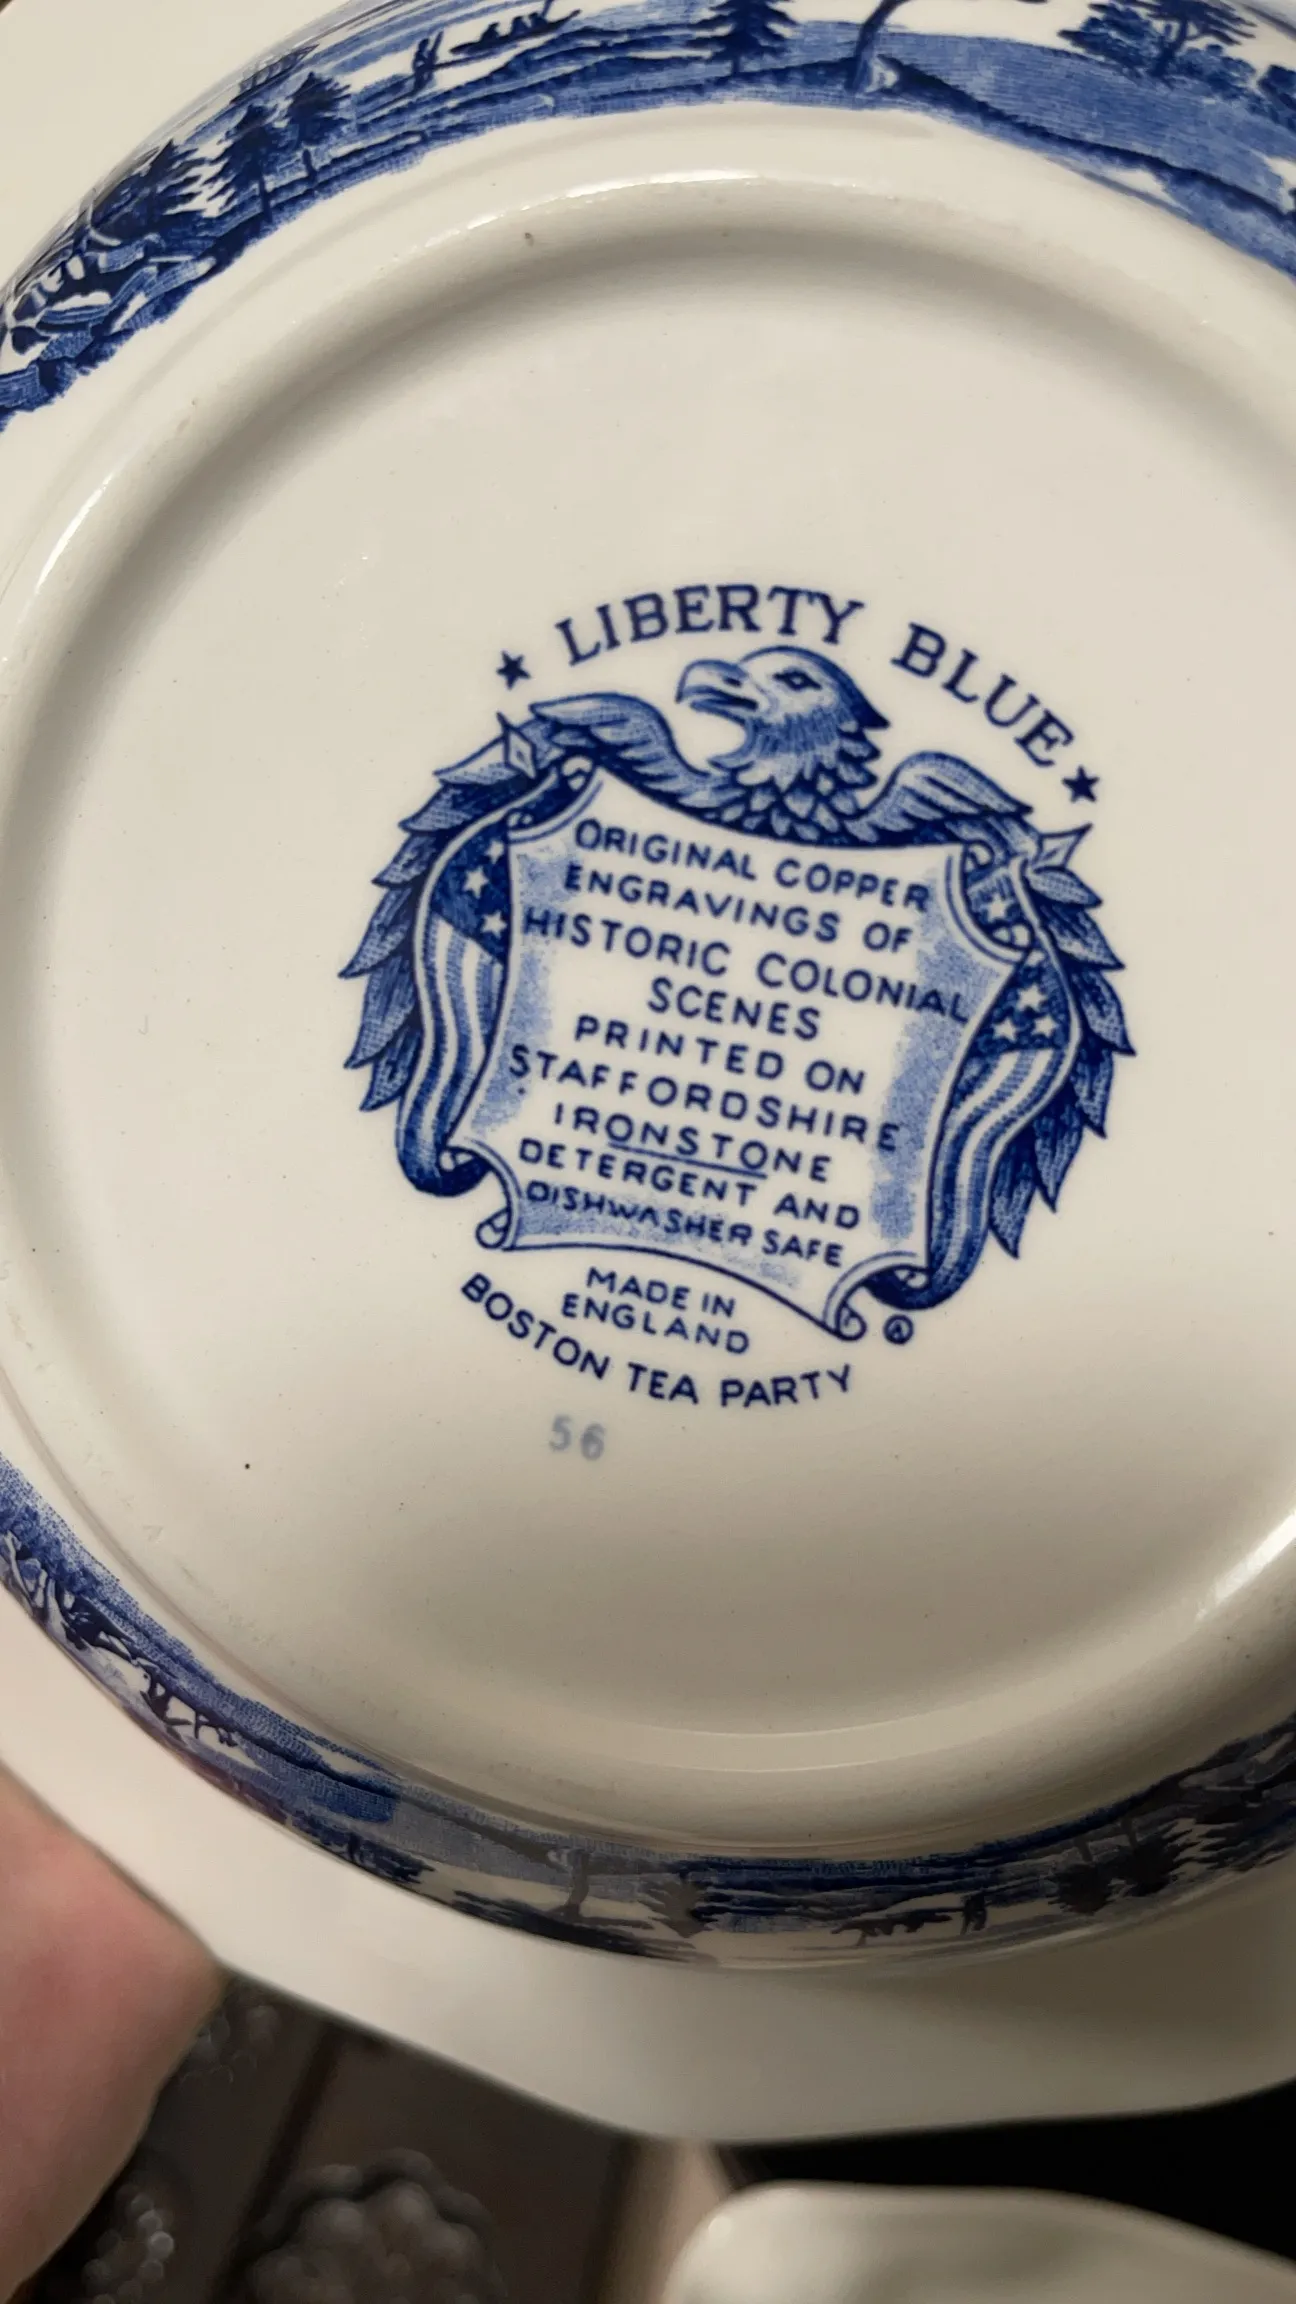 ★ LIBERTY BLUE ★
ORIGINAL COPPER
ENGRAVINGS OF
HISTORIC COLONIAL
SCENES
PRINTED ON
STAFFORDSHIRE
IRONSTONE
DETERGENT AND
DISHWASHER SAFE
MADE IN
ENGLAND
BOSTON TEA PARTY
56